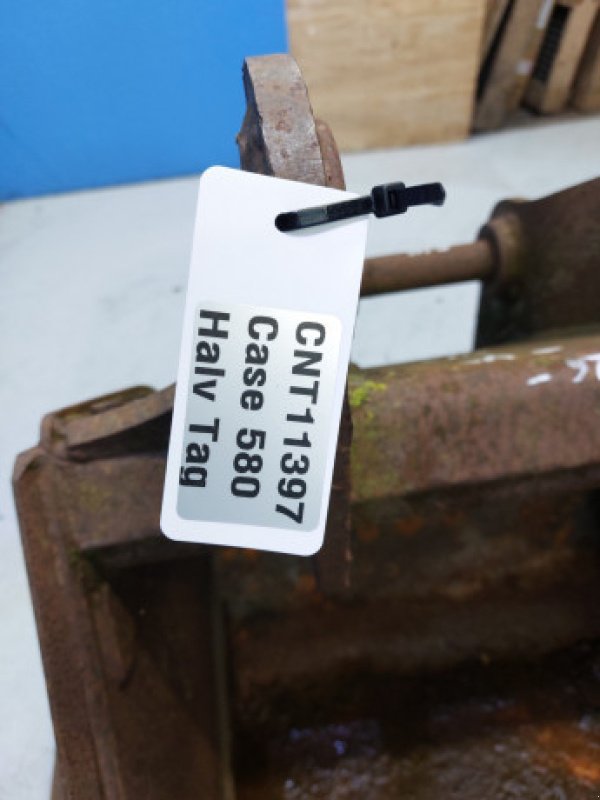 CNT11397
Case 580
Halv Tag